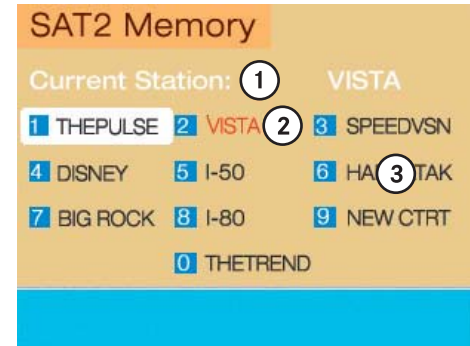 SAT2 Memory
Current Station: 1 VISTA
1 THEPULSE 2 VISTA 2 3 SPEEDVSN
4 DISNEY 5 I-50 6 3
7 BIG ROCK 8 I-80 9 NEW CTRT
0 THETREND